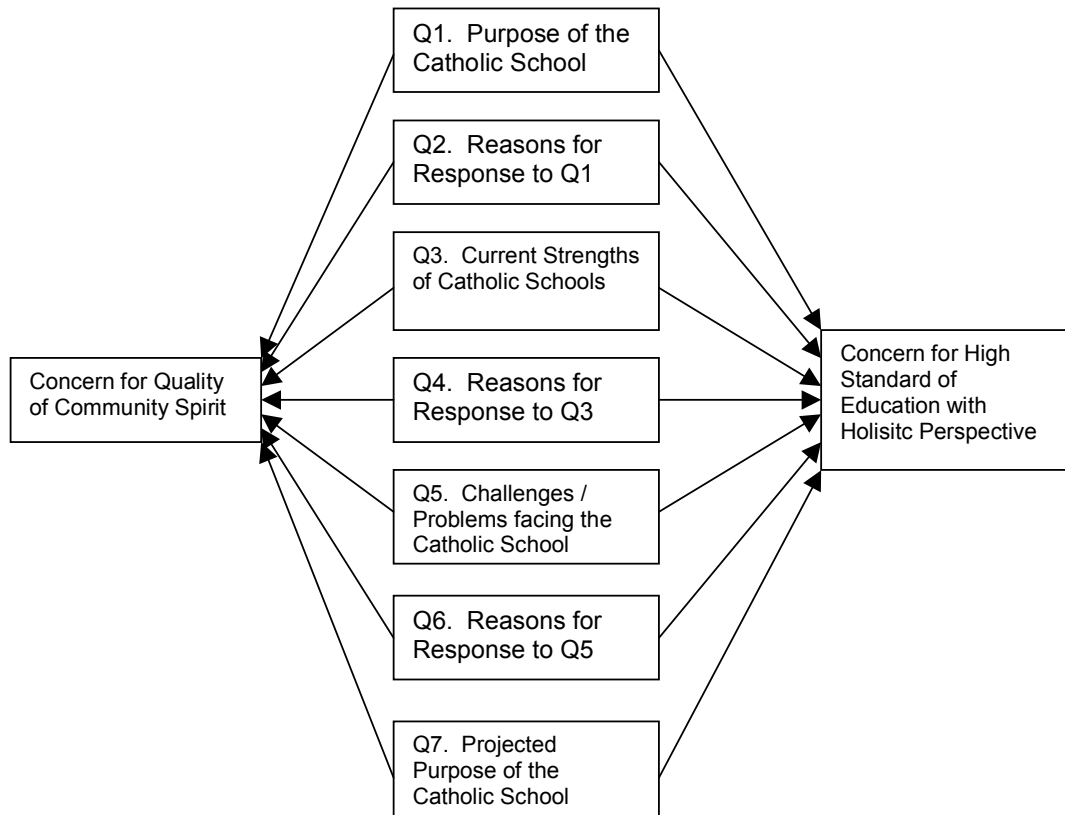 Q1. Purpose of the
Catholic School
Q2. Reasons for
Response to Q1
Q3. Current Strengths
of Catholic Schools
Concern for Quality
of Community Spirit
Q4. Reasons for
Response to Q3
Concern for High
Standard of
Education with
Holisitc Perspective
Q5. Challenges /
Problems facing the
Catholic School
Q6. Reasons for
Response to Q5
Q7. Projected
Purpose of the
Catholic School